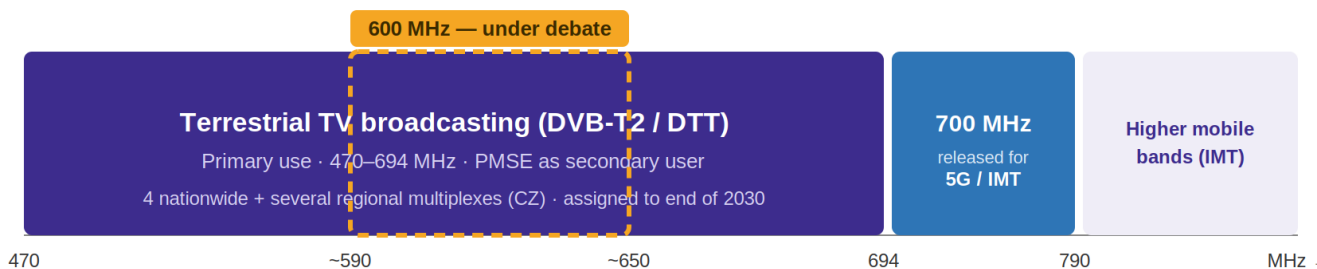 600 MHz — under debate
Terrestrial TV broadcasting (DVB-T2 / DTT)
Primary use · 470–694 MHz · PMSE as secondary user
4 nationwide + several regional multiplexes (CZ) · assigned to end of 2030
700 MHz
released for
5G / IMT
Higher mobile
bands (IMT)
470 ~590 ~650 694 790 MHz